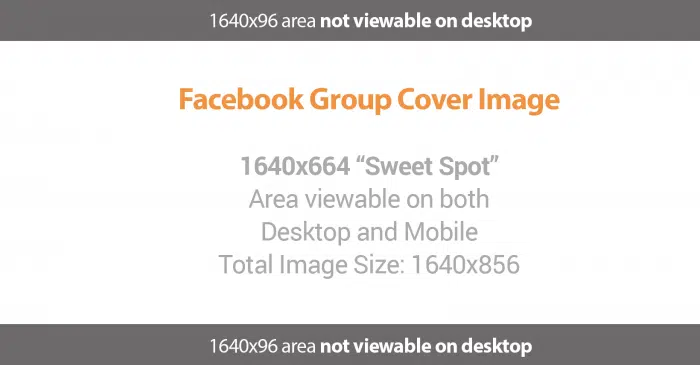 1640x96 area not viewable on desktop
Facebook Group Cover Image
1640x664 “Sweet Spot”
Area viewable on both
Desktop and Mobile
Total Image Size: 1640x856
1640x96 area not viewable on desktop